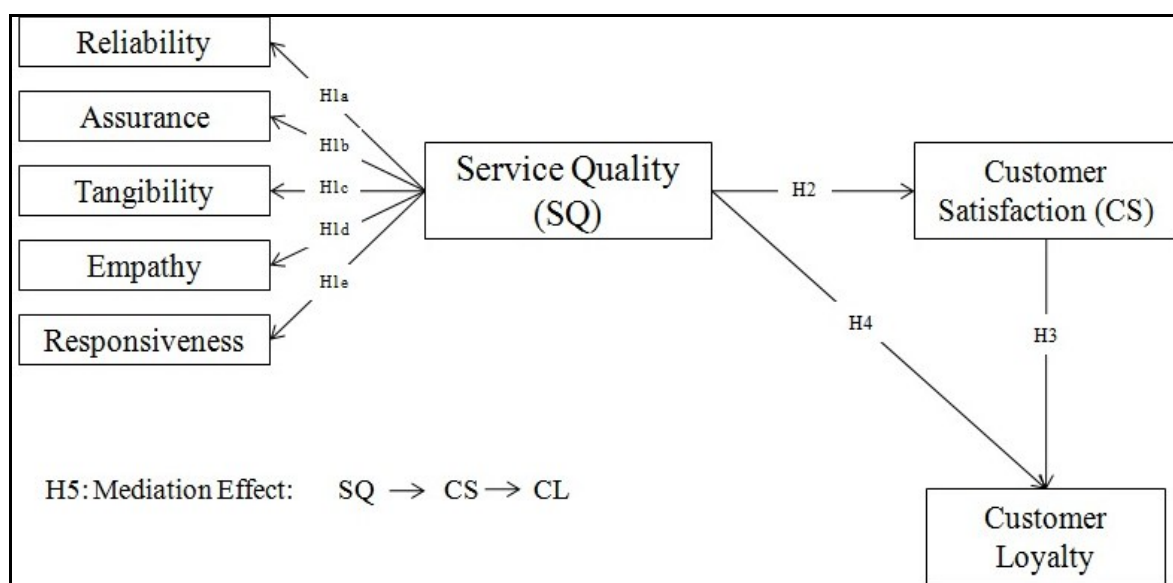 Reliability
Assurance
Tangibility
Empathy
Responsiveness
H1a
H1b
H1c
H1d
H1e
Service Quality
(SQ)
H2
Customer
Satisfaction (CS)
H4
H3
Customer
Loyalty
H5: Mediation Effect: SQ → CS → CL